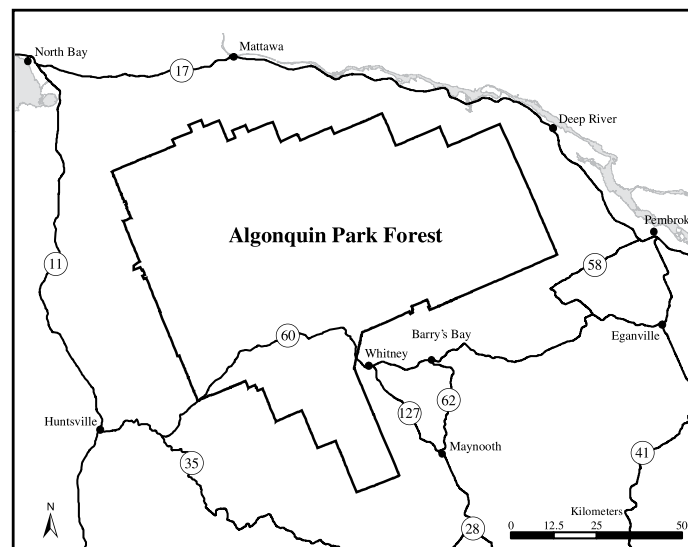 North Bay
Mattawa
17
Deep River
Algonquin Park Forest
Pembrok
11
58
60
Barry's Bay
Eganville
Whitney
62
127
Huntsville
Maynooth
35
41
N
Kilometers
28
0 12.5 25 50